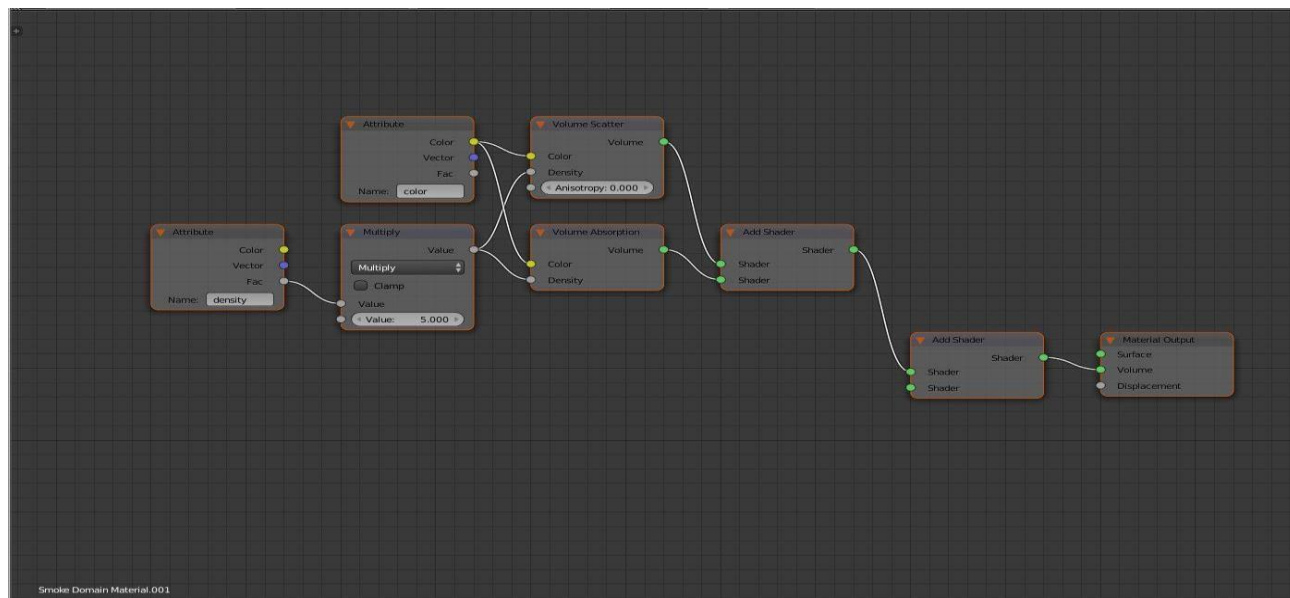 Attribute
Color
Vector
Fac
Name: color
Volume Scatter
Volume
Color
Density
Anisotropy: 0.000
Attribute
Color
Vector
Fac
Name: density
Multiply
Value
Multiply
Clamp
Value
Value: 5.000
Volume Absorption
Volume
Color
Density
Add Shader
Shader
Shader
Shader
Add Shader
Shader
Shader
Shader
Material Output
Surface
Volume
Displacement
Smoke Domain Material.001